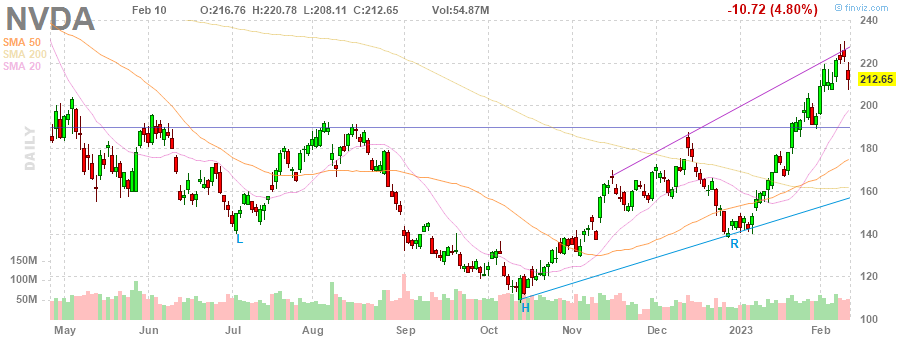 NVDA Feb 10 O:216.76 H:220.78 L:208.11 C:212.65 Vol:54.87M -10.72 (4.80%)
© finviz.com
SMA 50
SMA 200
SMA 20
DAILY
240
220
212.65
200
180
160
140
120
100
150M
100M
50M
L
H
R
May Jun Jul Aug Sep Oct Nov Dec 2023 Feb